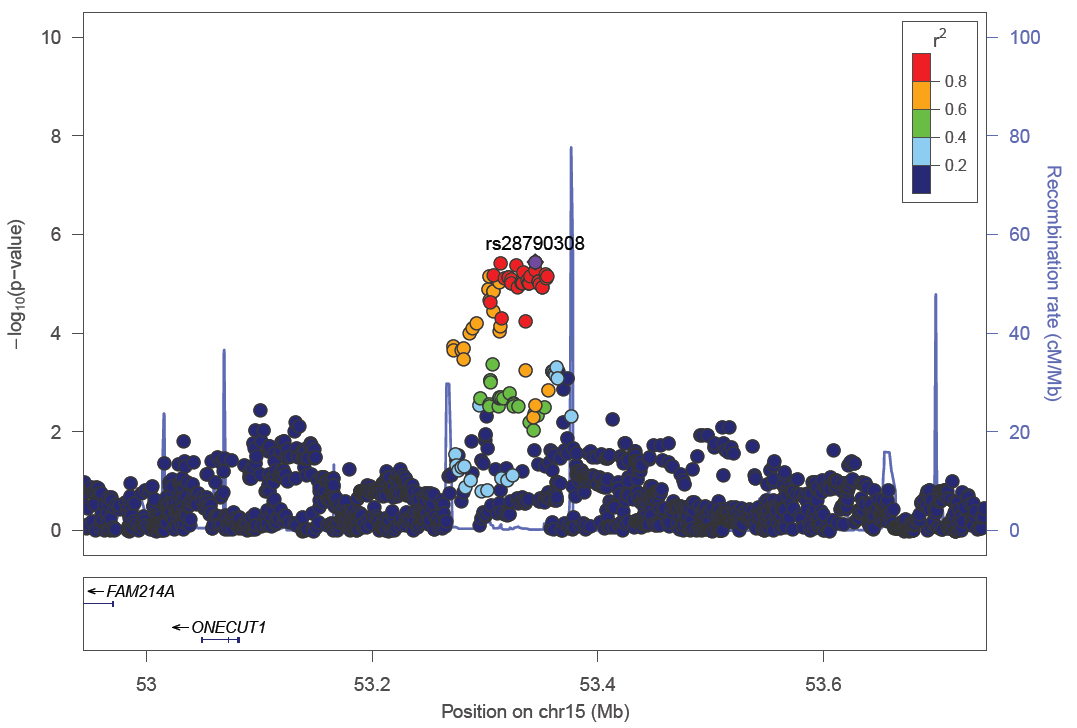 10
8
6
4
2
0
−log10(p−value)
100
80
60
40
20
0
Recombination rate (cM/Mb)
r2
0.8
0.6
0.4
0.2
rs28790308
FAM214A
ONECUT1
53
53.2
53.4
53.6
Position on chr15 (Mb)